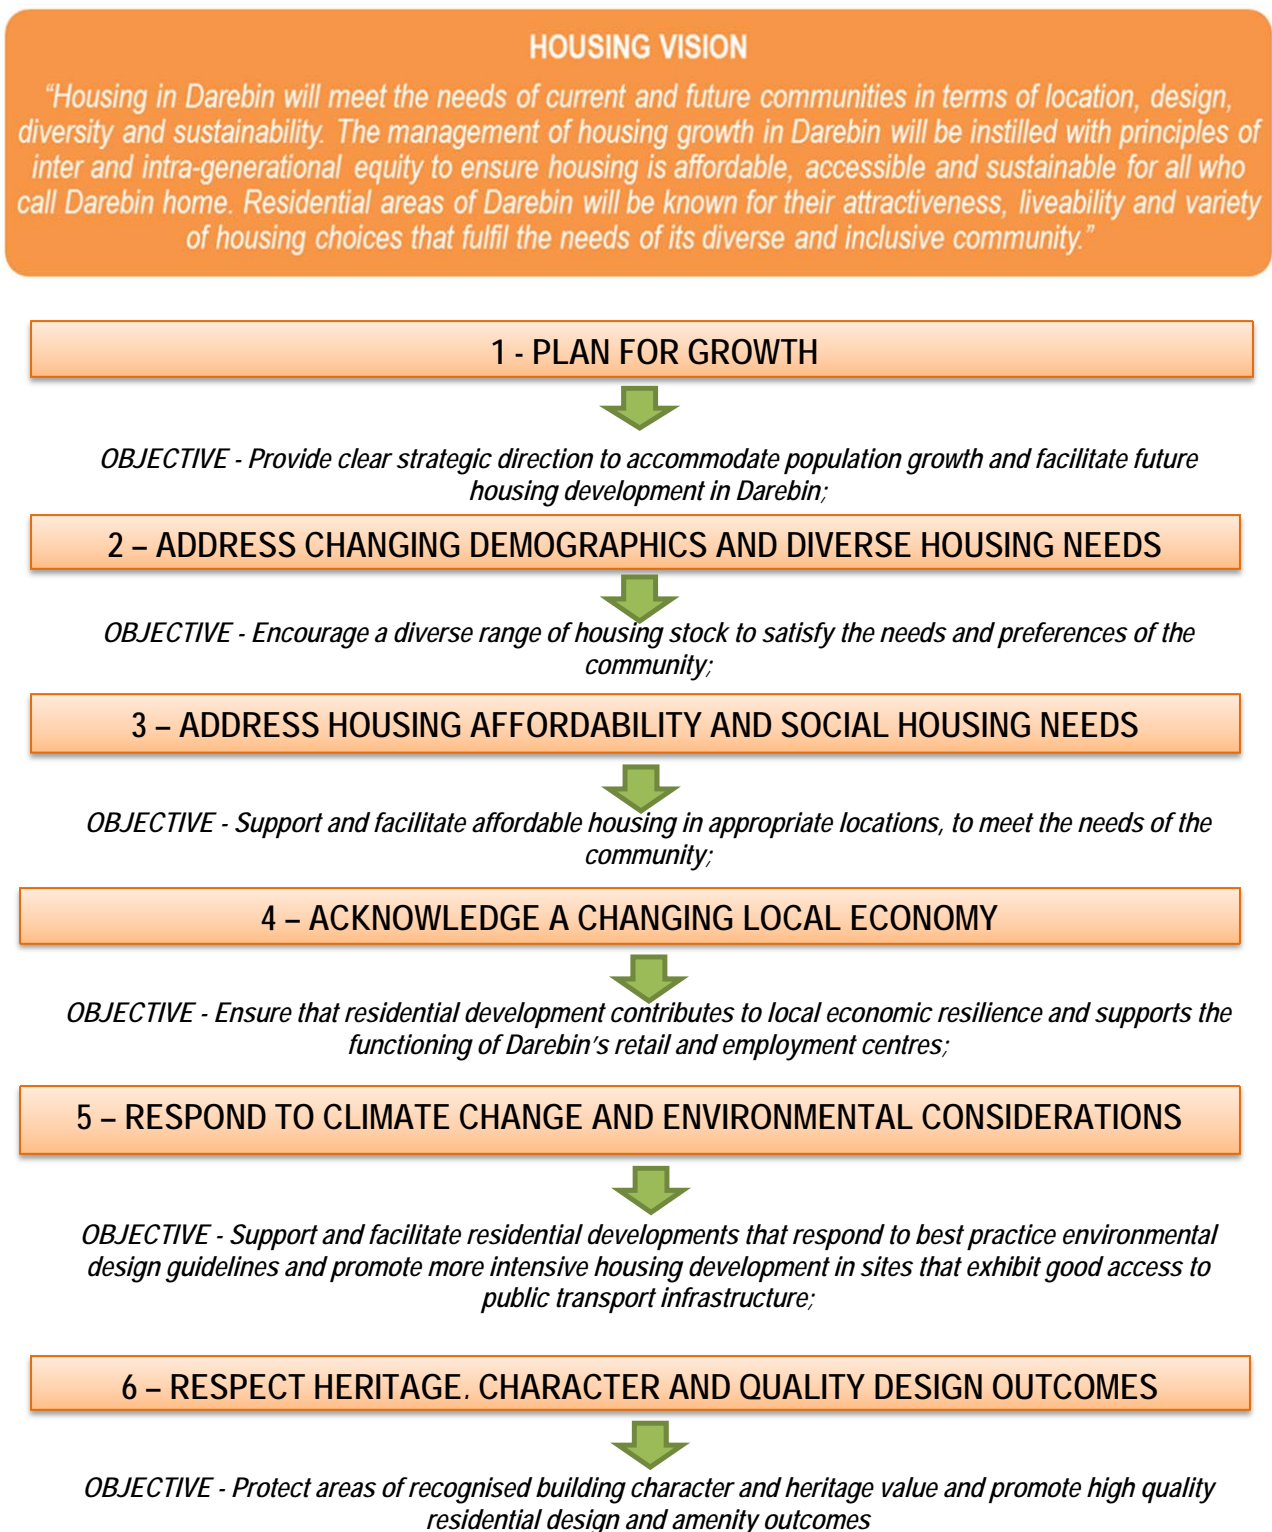 HOUSING VISION
“Housing in Darebin will meet the needs of current and future communities in terms of location, design,
diversity and sustainability. The management of housing growth in Darebin will be instilled with principles of
inter and intra-generational equity to ensure housing is affordable, accessible and sustainable for all who
call Darebin home. Residential areas of Darebin will be known for their attractiveness, liveability and variety
of housing choices that fulfil the needs of its diverse and inclusive community.”
1 - PLAN FOR GROWTH
OBJECTIVE - Provide clear strategic direction to accommodate population growth and facilitate future
housing development in Darebin;
2 – ADDRESS CHANGING DEMOGRAPHICS AND DIVERSE HOUSING NEEDS
OBJECTIVE - Encourage a diverse range of housing stock to satisfy the needs and preferences of the
community;
3 – ADDRESS HOUSING AFFORDABILITY AND SOCIAL HOUSING NEEDS
OBJECTIVE - Support and facilitate affordable housing in appropriate locations, to meet the needs of the
community;
4 – ACKNOWLEDGE A CHANGING LOCAL ECONOMY
OBJECTIVE - Ensure that residential development contributes to local economic resilience and supports the
functioning of Darebin’s retail and employment centres;
5 – RESPOND TO CLIMATE CHANGE AND ENVIRONMENTAL CONSIDERATIONS
OBJECTIVE - Support and facilitate residential developments that respond to best practice environmental
design guidelines and promote more intensive housing development in sites that exhibit good access to
public transport infrastructure;
6 – RESPECT HERITAGE, CHARACTER AND QUALITY DESIGN OUTCOMES
OBJECTIVE - Protect areas of recognised building character and heritage value and promote high quality
residential design and amenity outcomes